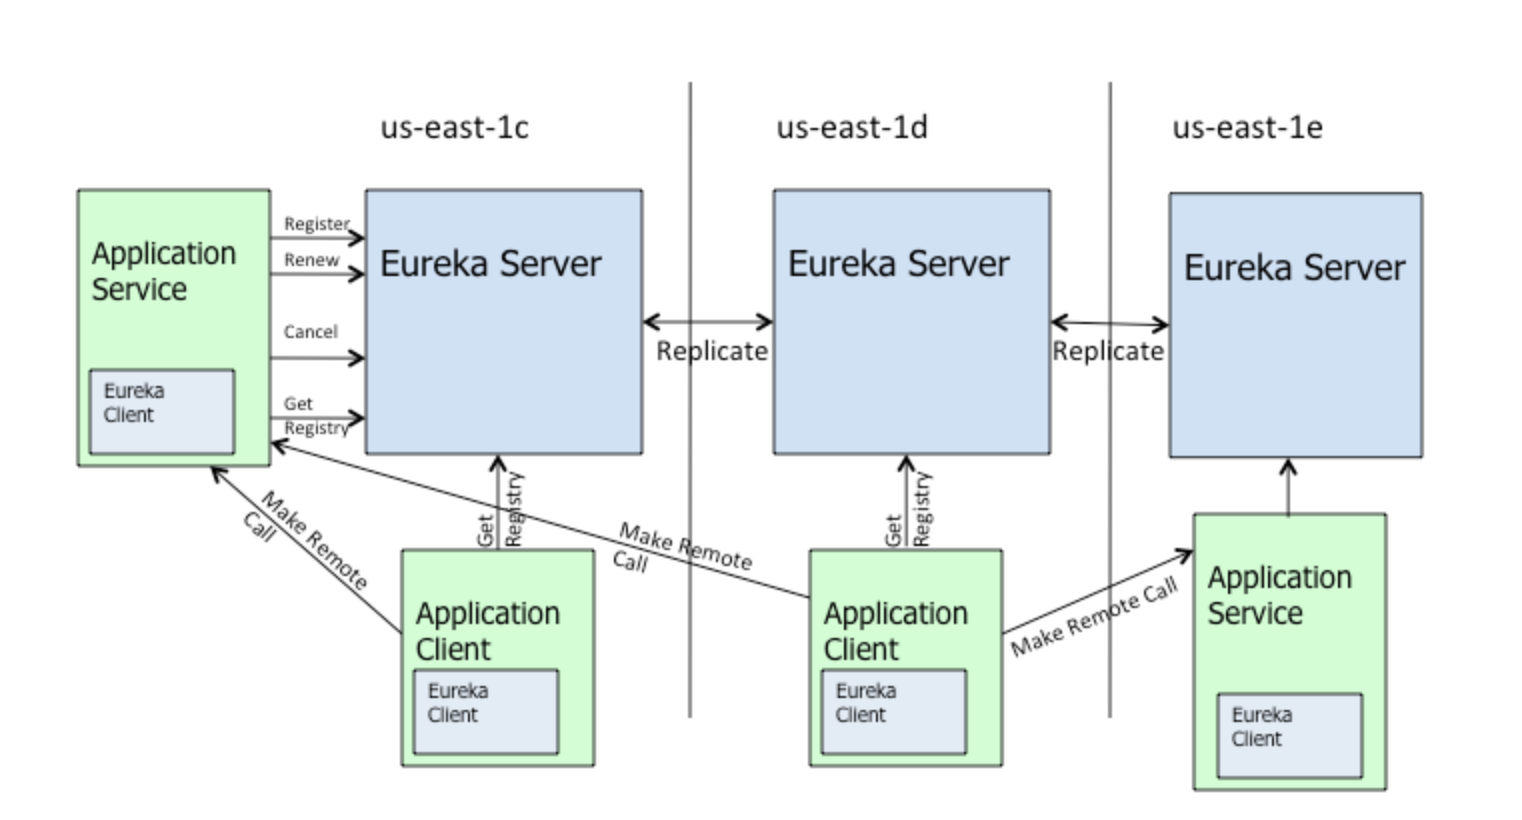 us-east-1c
us-east-1d
us-east-1e
Application
Service
Eureka
Client
Register
Renew
Cancel
Get
Registry
Eureka Server
Replicate
Eureka Server
Replicate
Eureka Server
Make Remote
Call
Get
Registry
Make Remote
Call
Get
Registry
Make Remote Call
Application
Client
Eureka
Client
Application
Client
Eureka
Client
Application
Service
Eureka
Client